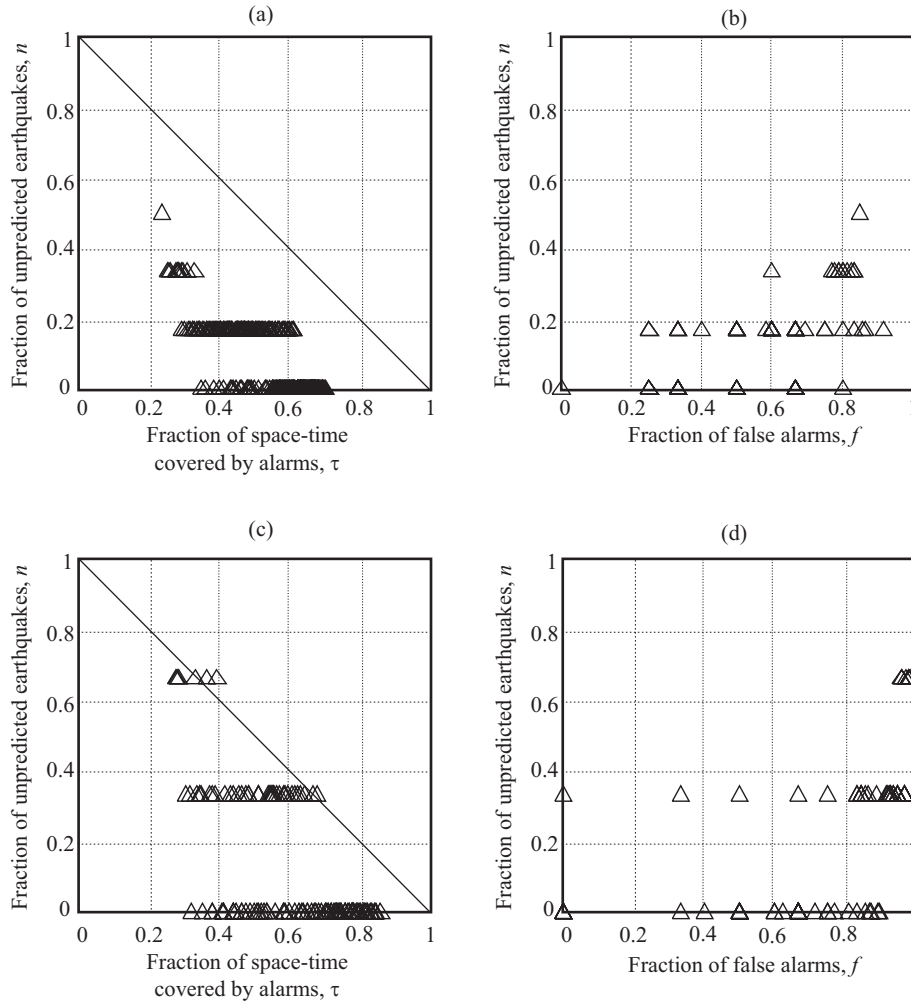 (a)
Fraction of unpredicted earthquakes, n
1
0.8
0.6
0.4
0.2
0
0 0.2 0.4 0.6 0.8 1
Fraction of space-time
covered by alarms, τ
(b)
Fraction of unpredicted earthquakes, n
1
0.8
0.6
0.4
0.2
0
0 0.2 0.4 0.6 0.8 1
Fraction of false alarms, f
(c)
Fraction of unpredicted earthquakes, n
1
0.8
0.6
0.4
0.2
0
0 0.2 0.4 0.6 0.8 1
Fraction of space-time
covered by alarms, τ
(d)
Fraction of unpredicted earthquakes, n
1
0.8
0.6
0.4
0.2
0
0 0.2 0.4 0.6 0.8 1
Fraction of false alarms, f